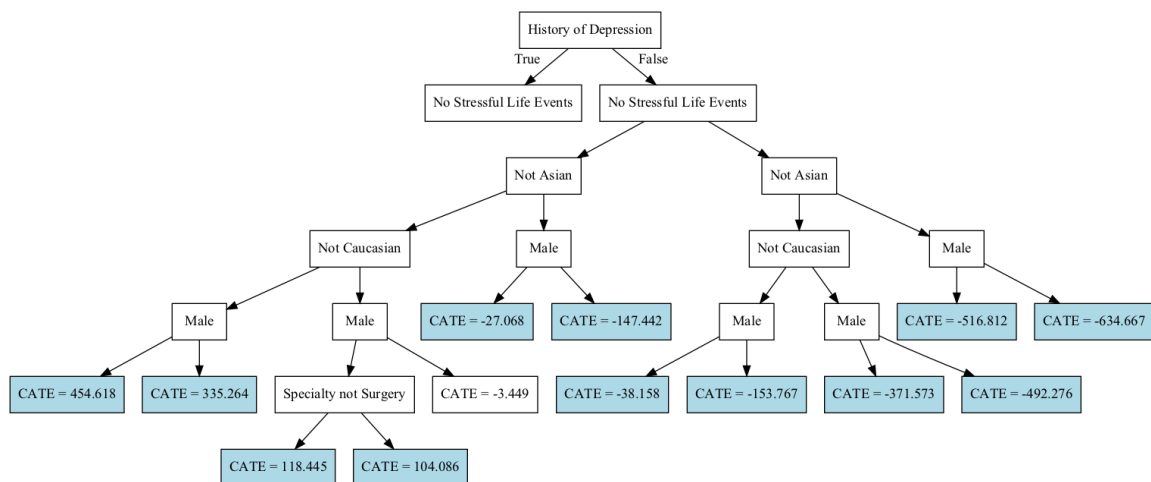 History of Depression
True
False
No Stressful Life Events
No Stressful Life Events
Not Asian
Not Asian
Not Caucasian
Male
Not Caucasian
Male
Male
Male
CATE = -27.068
CATE = -147.442
Male
Male
CATE = -516.812
CATE = -634.667
CATE = 454.618
CATE = 335.264
Specialty not Surgery
CATE = -3.449
CATE = -38.158
CATE = -153.767
CATE = -371.573
CATE = -492.276
CATE = 118.445
CATE = 104.086